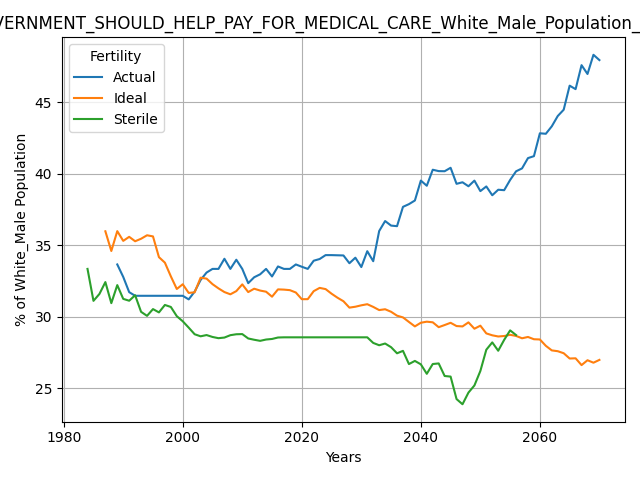 VERNMENT_SHOULD_HELP_PAY_FOR_MEDICAL_CARE_White_Male_Population_
Fertility
Actual
Ideal
Sterile
45
40
35
30
25
% of White_Male Population
1980
2000
2020
2040
2060
Years